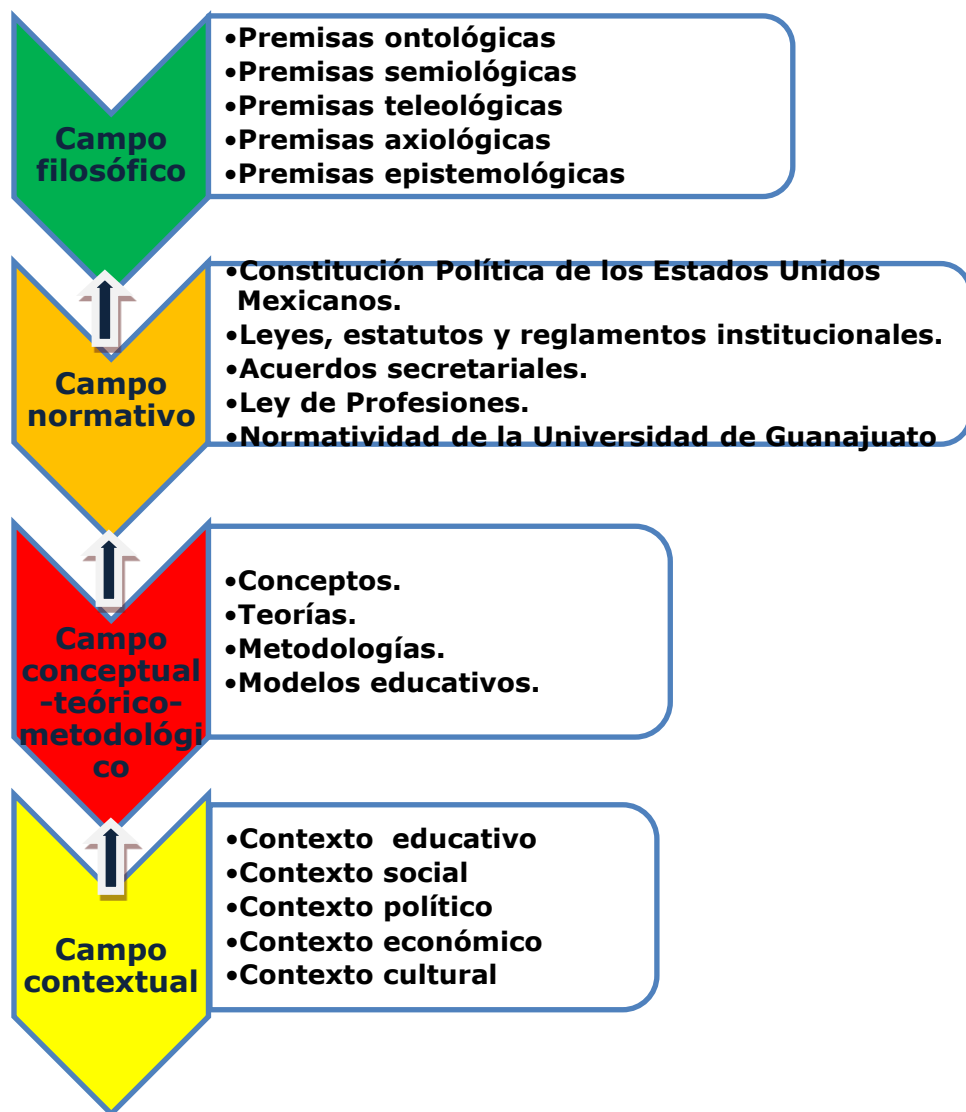 Campo
filosófico
•Premisas ontológicas
•Premisas semiológicas
•Premisas teleológicas
•Premisas axiológicas
•Premisas epistemológicas
Campo
normativo
•Constitución Política de los Estados Unidos
Mexicanos.
•Leyes, estatutos y reglamentos institucionales.
•Acuerdos secretariales.
•Ley de Profesiones.
•Normatividad de la Universidad de Guanajuato
Campo
conceptual
-teórico-
metodológi
co
•Conceptos.
•Teorías.
•Metodologías.
•Modelos educativos.
Campo
contextual
•Contexto  educativo
•Contexto social
•Contexto político
•Contexto económico
•Contexto cultural